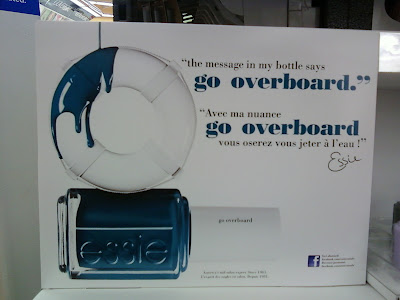 "the message in my bottle says
go overboard."
"Avec ma nuance
go overboard
vous oserez vous jeter à l'eau !"
Essie
essie
go overboard